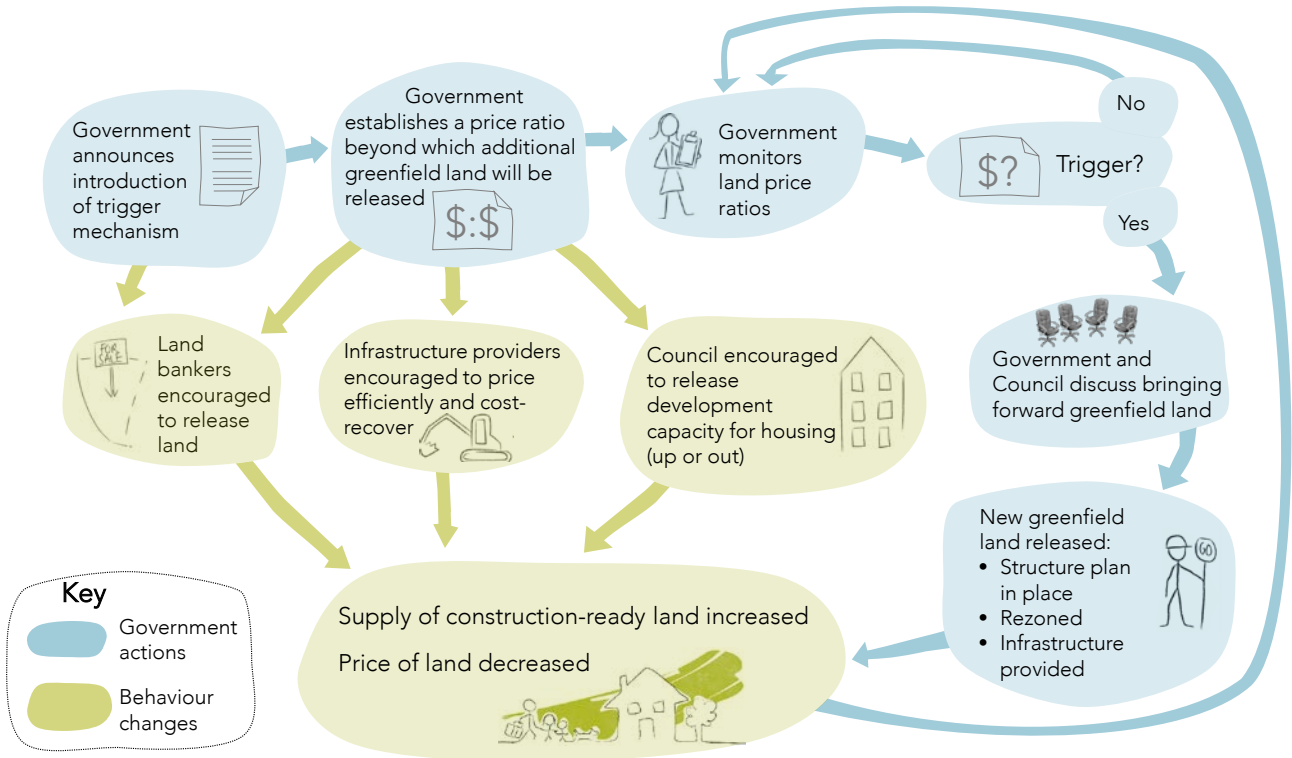 Government
announces
introduction
of trigger
mechanism
Government
establishes a price ratio
beyond which additional
greenfield land will be
released
$:$
Government
monitors
land price
ratios
No
$?
Trigger?
Yes
FOR
SALE
Land
bankers
encouraged
to release
land
Infrastructure providers
encouraged to price
efficiently and cost-
recover
Council encouraged
to release
development
capacity for housing
(up or out)
Government and
Council discuss bringing
forward greenfield land
New greenfield
land released:
• Structure plan
in place
• Rezoned
• Infrastructure
provided
GO
Supply of construction-ready land increased
Price of land decreased
Key
Government
actions
Behaviour
changes